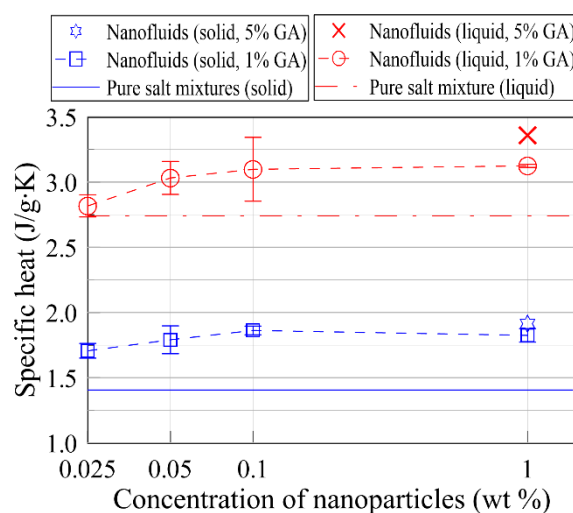 Nanofluids (solid, 5% GA)
Nanofluids (solid, 1% GA)
Pure salt mixtures (solid)
Nanofluids (liquid, 5% GA)
Nanofluids (liquid, 1% GA)
Pure salt mixture (liquid)
3.5
3.0
2.5
2.0
1.5
1.0
Specific heat (J/g·K)
0.025
0.05
0.1
1
Concentration of nanoparticles (wt %)